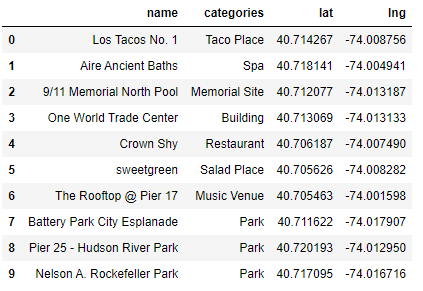 name categories lat lng
0 Los Tacos No. 1 Taco Place 40.714267 -74.008756
1 Aire Ancient Baths Spa 40.718141 -74.004941
2 9/11 Memorial North Pool Memorial Site 40.712077 -74.013187
3 One World Trade Center Building 40.713069 -74.013133
4 Crown Shy Restaurant 40.706187 -74.007490
5 sweetgreen Salad Place 40.705626 -74.008282
6 The Rooftop @ Pier 17 Music Venue 40.705463 -74.001598
7 Battery Park City Esplanade Park 40.711622 -74.017907
8 Pier 25 - Hudson River Park Park 40.720193 -74.012950
9 Nelson A. Rockefeller Park Park 40.717095 -74.016716